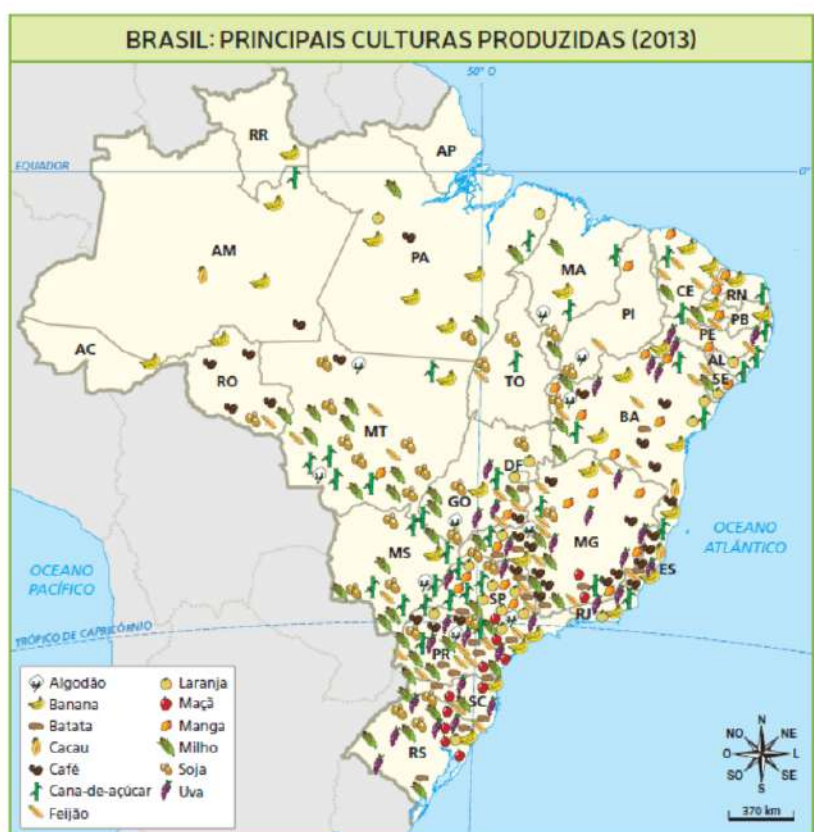 BRASIL: PRINCIPAIS CULTURAS PRODUZIDAS (2013)
50° O
RR
AP
EQUADOR
0°
AM
PA
MA
CE
RN
PB
PI
PE
AL
SE
AC
RO
TO
BA
MT
DF
GO
MG
MS
ES
SP
RJ
PR
SC
RS
OCEANO
PACÍFICO
OCEANO
ATLÂNTICO
TRÓPICO DE CAPRICÓRNIO
Algodão
Banana
Batata
Cacau
Café
Cana-de-açúcar
Feijão
Laranja
Maçã
Manga
Milho
Soja
Uva
N
NO
NE
O
L
SO
SE
S
370 km